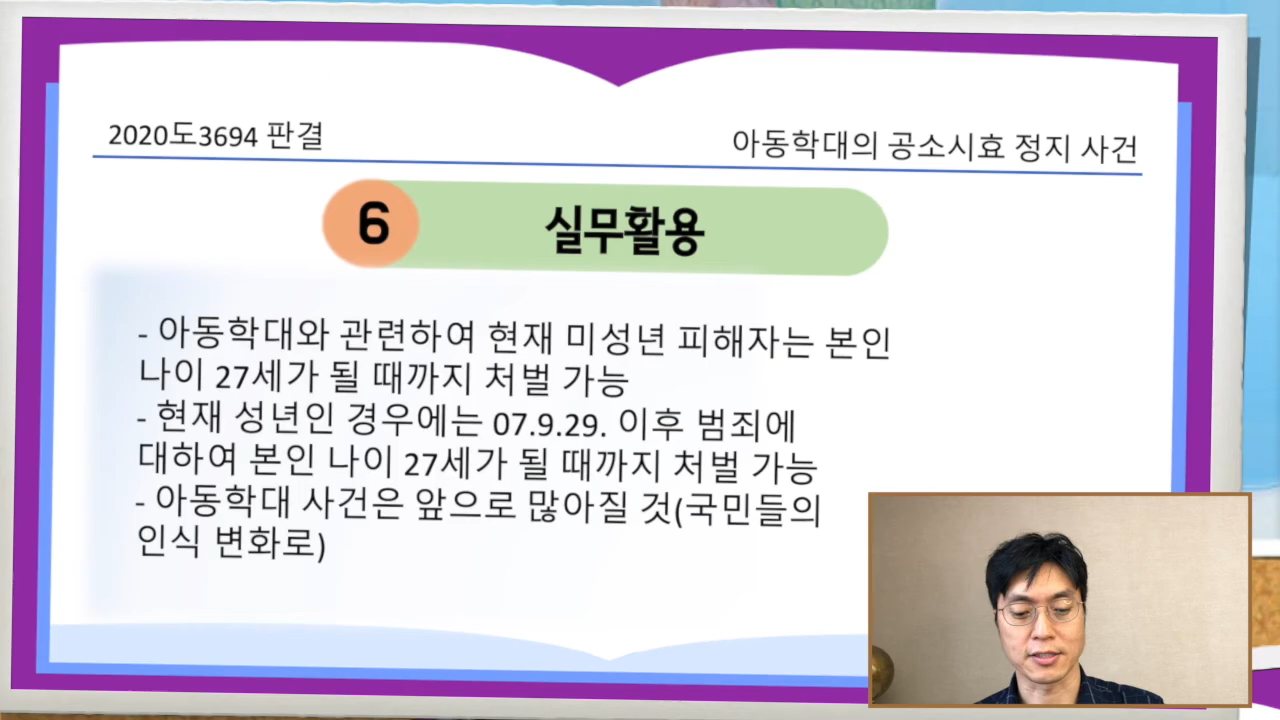 2020도3694 판결
아동학대의 공소시효 정지 사건
6
실무활용
- 아동학대와 관련하여 현재 미성년 피해자는 본인
나이 27세가 될 때까지 처벌 가능
- 현재 성년인 경우에는 07.9.29. 이후 범죄에
대하여 본인 나이 27세가 될 때까지 처벌 가능
- 아동학대 사건은 앞으로 많아질 것(국민들의
인식 변화로)